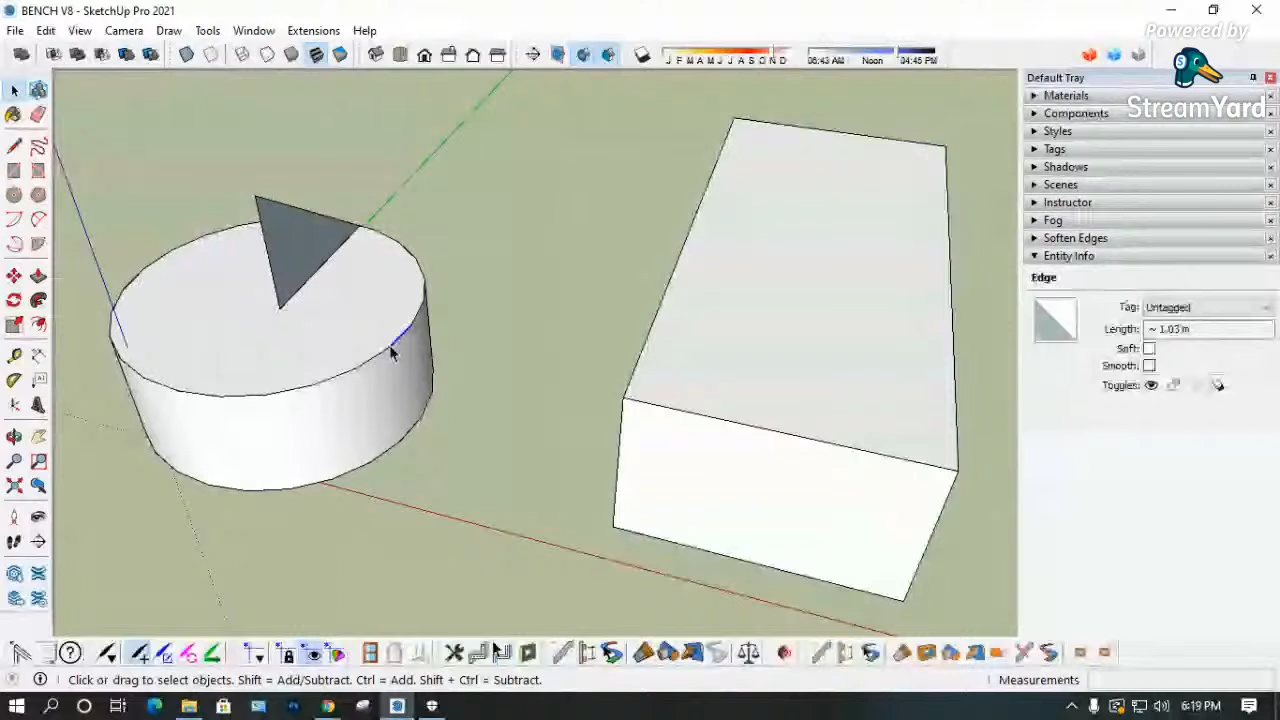 BENCH V8 - SketchUp Pro 2021
Powered by
StreamYard
File Edit View Camera Draw Tools Window Extensions Help
J F M A M J J A S O N D
06:43 AM Noon 04:45 PM
Default Tray
Materials
Components
Styles
Tags
Shadows
Scenes
Instructor
Fog
Soften Edges
Entity Info
Edge
Tag: Untagged
Length: ~ 1.03 m
Soft:
Smooth:
Toggles:
Click or drag to select objects. Shift = Add/Subtract. Ctrl = Add. Shift + Ctrl = Subtract.
Measurements
6:19 PM